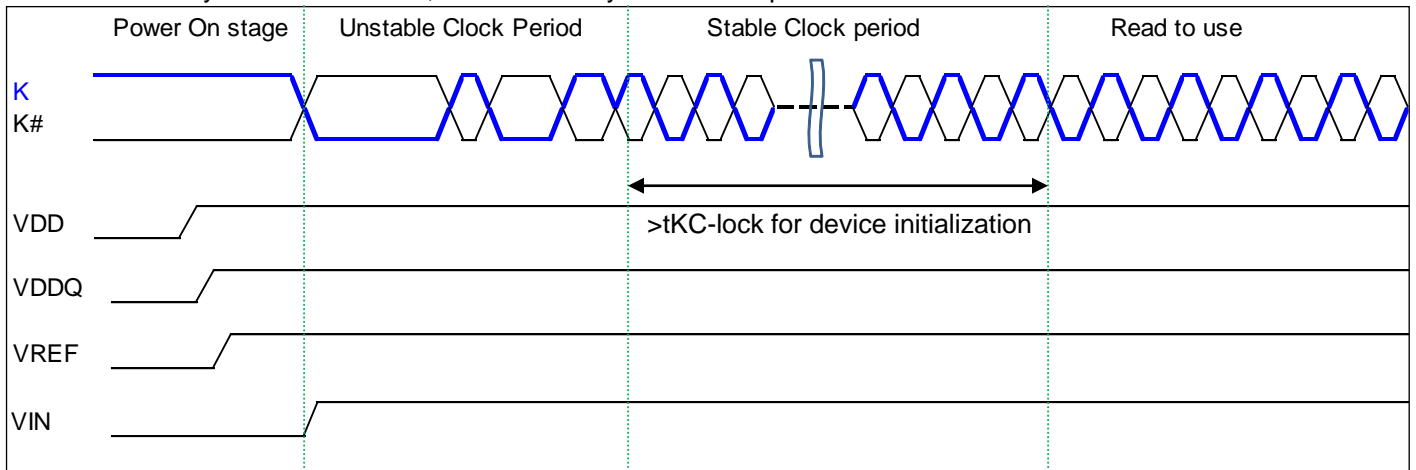 Power On stage Unstable Clock Period Stable Clock period Read to use
K
K#
VDD
>tKC-lock for device initialization
VDDQ
VREF
VIN